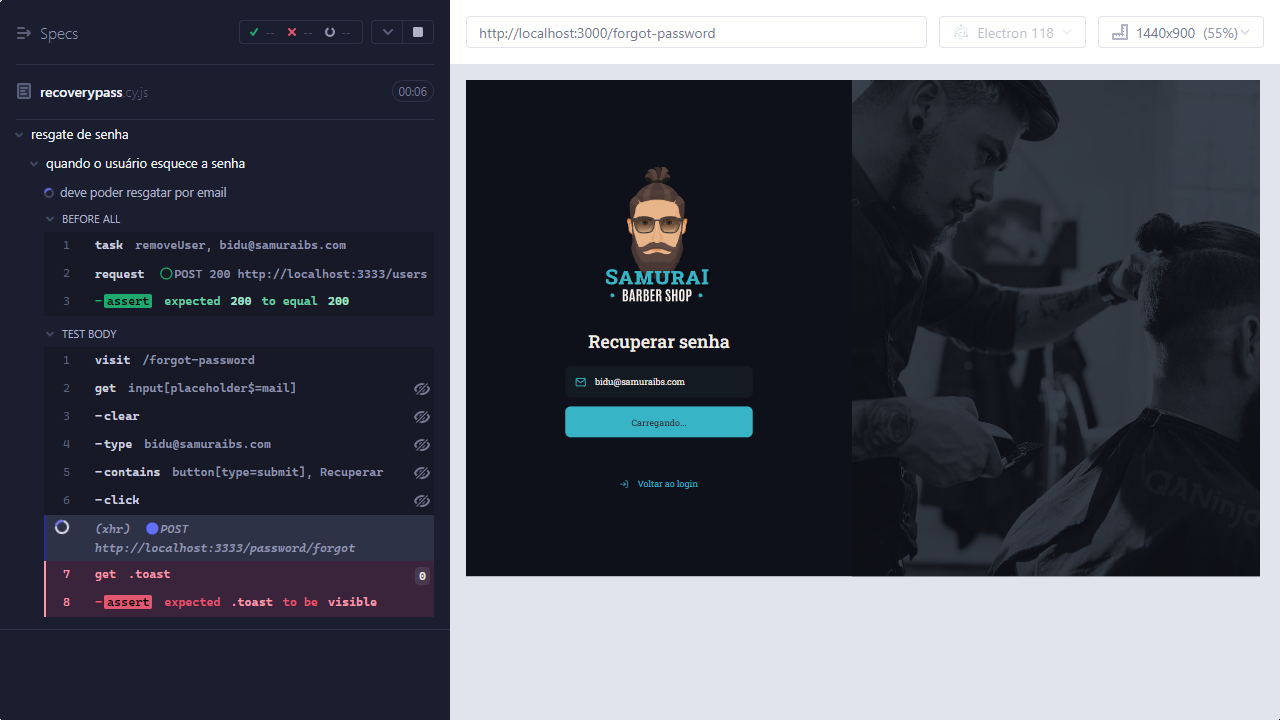 Specs
-- -- --
recoverypass.cy.js 00:06
resgate de senha
quando o usuário esquece a senha
deve poder resgatar por email
BEFORE ALL
1 task removeUser, bidu@samuraibs.com
2 request POST 200 http://localhost:3333/users
3 -assert expected 200 to equal 200
TEST BODY
1 visit /forgot-password
2 get input[placeholder$=mail]
3 -clear
4 -type bidu@samuraibs.com
5 -contains button[type=submit], Recuperar
6 -click
(xhr) POST
http://localhost:3333/password/forgot
7 get .toast 0
8 -assert expected .toast to be visible
http://localhost:3000/forgot-password
Electron 118
1440x900 (55%)
SAMURAI
• BARBER SHOP •
Recuperar senha
bidu@samuraibs.com
Carregando...
Voltar ao login
QANinja